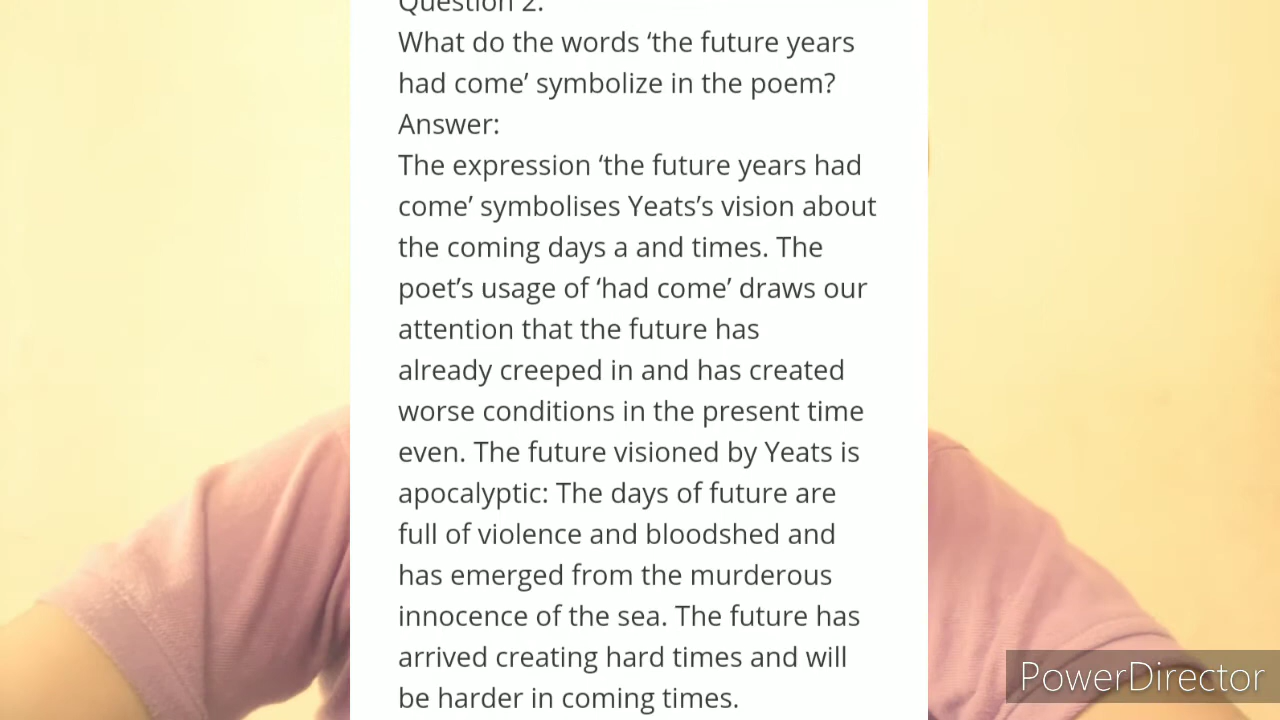 Question 2.
What do the words ‘the future years
had come’ symbolize in the poem?
Answer:
The expression ‘the future years had
come’ symbolises Yeats’s vision about
the coming days a and times. The
poet’s usage of ‘had come’ draws our
attention that the future has
already creeped in and has created
worse conditions in the present time
even. The future visioned by Yeats is
apocalyptic: The days of future are
full of violence and bloodshed and
has emerged from the murderous
innocence of the sea. The future has
arrived creating hard times and will
be harder in coming times.
PowerDirector